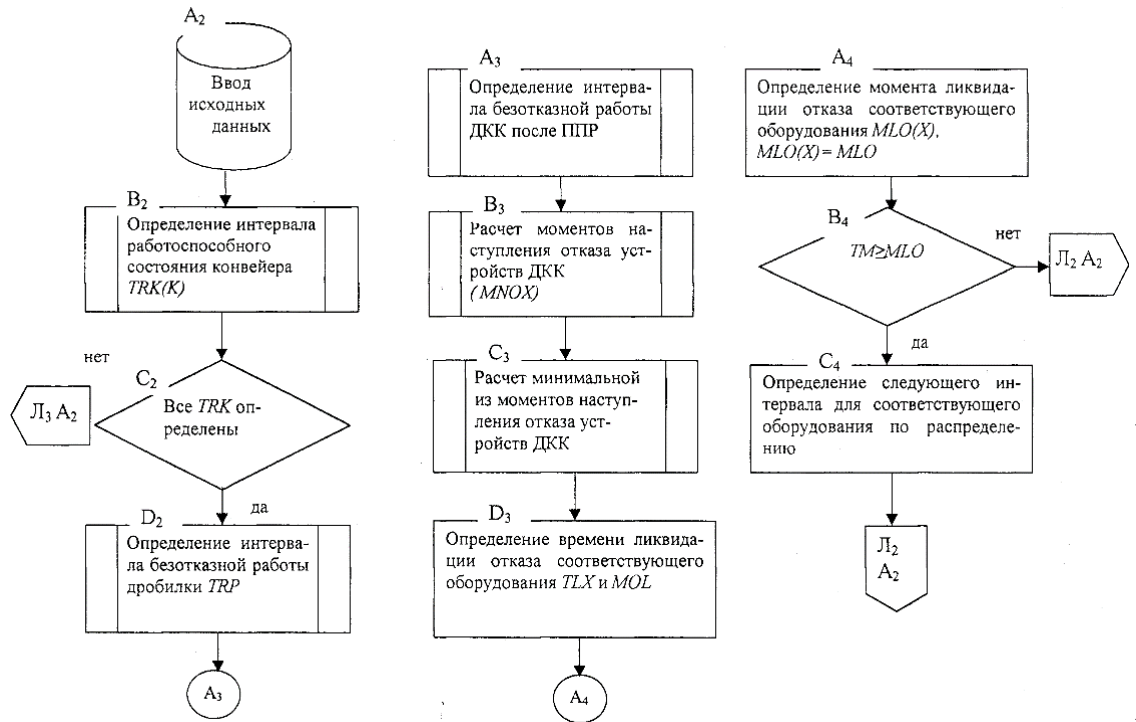 A₂
Ввод
исходных
данных
B₂
Определение интервала
работоспособного
состояния конвейера
TRK(K)
нет
C₂
Л₃ A₂
Все TRK оп-
ределены
да
D₂
Определение интерва-
ла безотказной работы
дробилки TRP
A₃
A₃
Определение интерва-
ла безотказной работы
ДКК после ППР
B₃
Расчет моментов на-
ступления отказа уст-
ройств ДКК
(MNOX)
C₃
Расчет минимальной
из моментов наступ-
ления отказа уст-
ройств ДКК
D₃
Определение времени ликвида-
ции отказа соответствующего
оборудования TLX и MOL
A₄
A₄
Определение момента ликвида-
ции отказа соответствующего
оборудования MLO(X),
MLO(X) = MLO
B₄
нет
TM≥MLO
Л₂ A₂
да
C₄
Определение следующего ин-
тервала для соответствующего
оборудования по распределе-
нию
Л₂
A₂